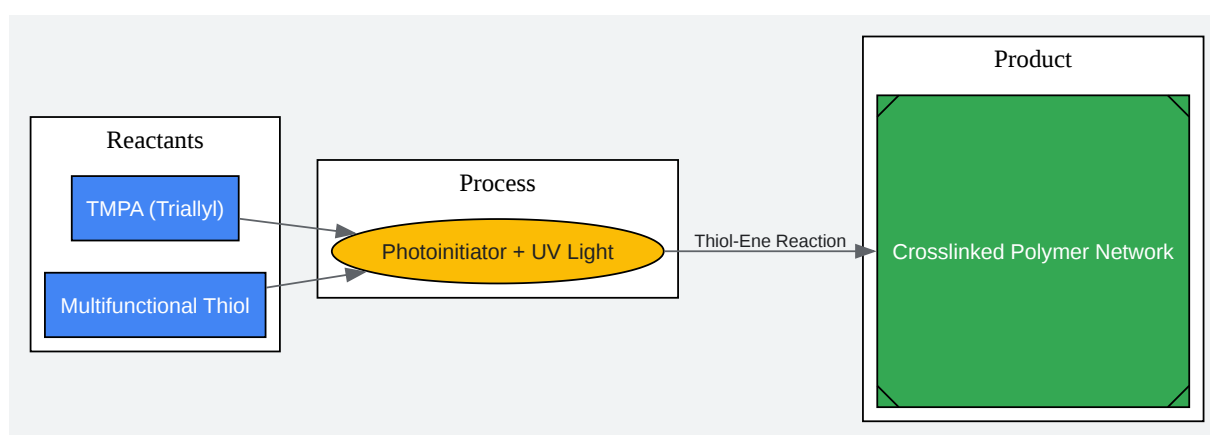 Reactants
TMPA (Triallyl)
Multifunctional Thiol
Process
Photoinitiator + UV Light
Thiol-Ene Reaction
Product
Crosslinked Polymer Network